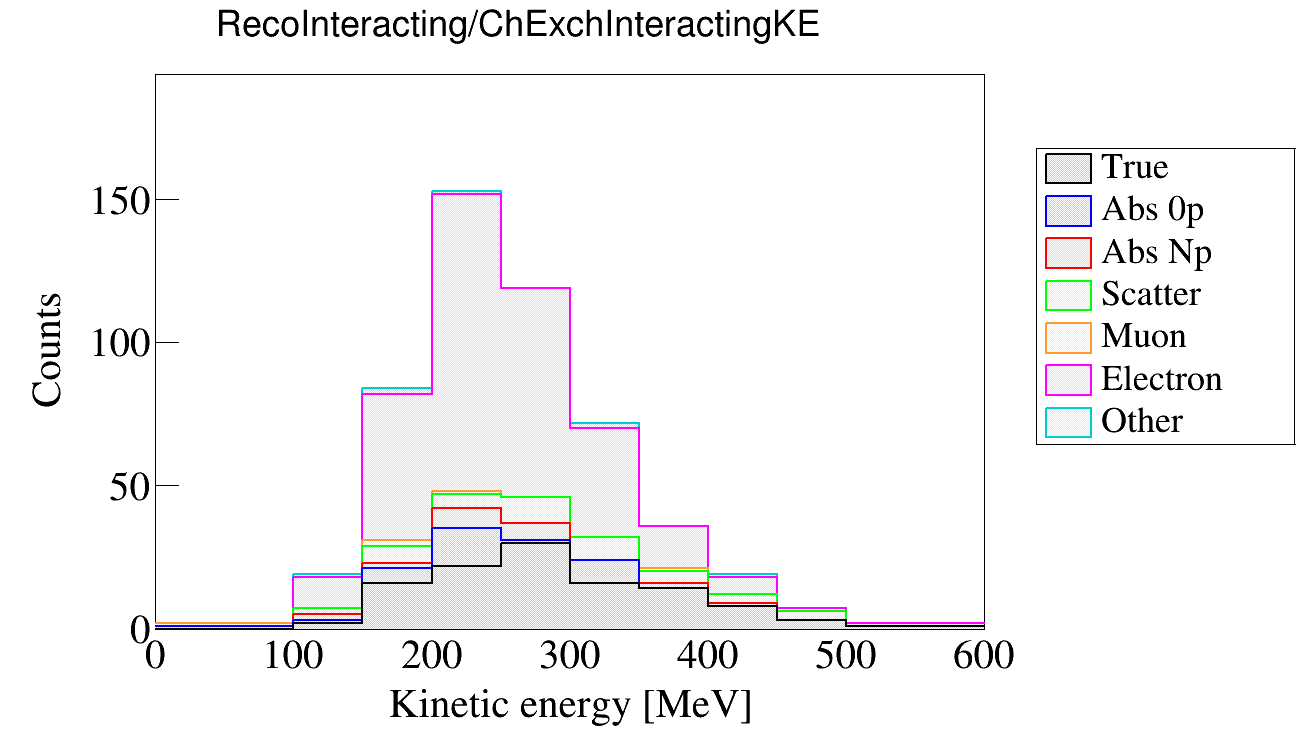 RecoInteracting/ChExchInteractingKE
150
100
50
0
0 100 200 300 400 500 600
Counts
Kinetic energy [MeV]
True
Abs 0p
Abs Np
Scatter
Muon
Electron
Other